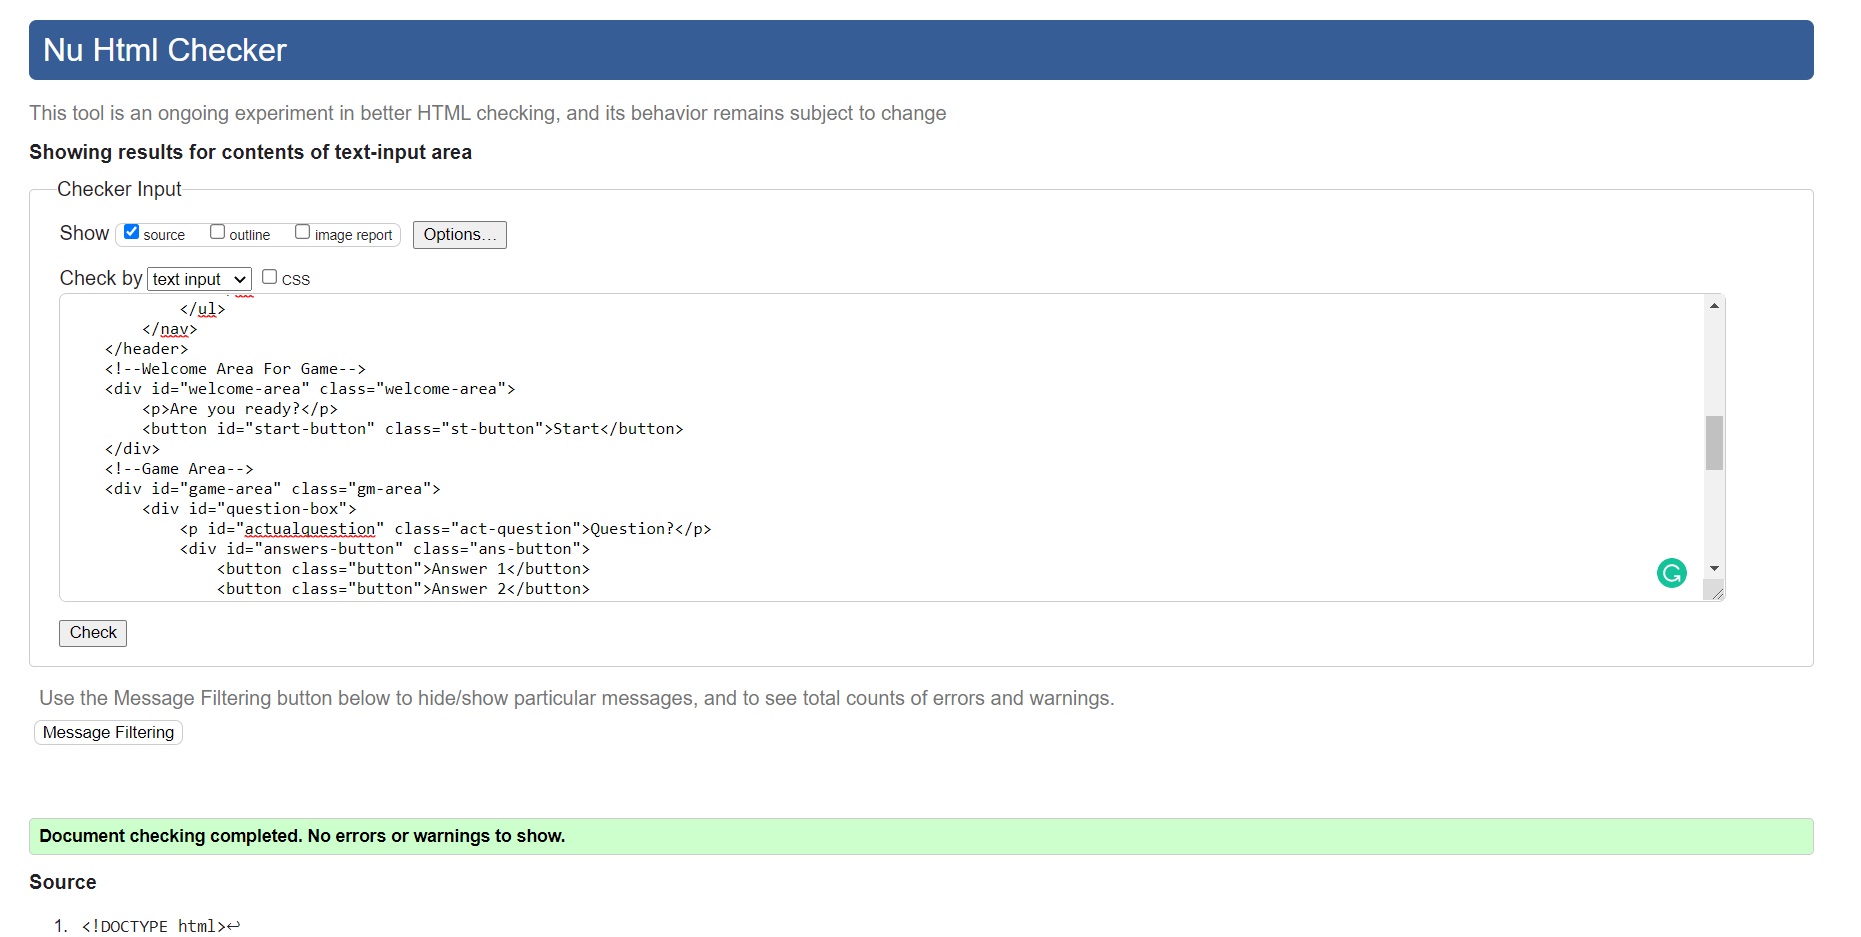 Nu Html Checker
This tool is an ongoing experiment in better HTML checking, and its behavior remains subject to change
Showing results for contents of text-input area
Checker Input
Show source outline image report Options...
Check by text input CSS
</ul>
</nav>
</header>
<!--Welcome Area For Game-->
<div id="welcome-area" class="welcome-area">
<p>Are you ready?</p>
<button id="start-button" class="st-button">Start</button>
</div>
<!--Game Area-->
<div id="game-area" class="gm-area">
<div id="question-box">
<p id="actualquestion" class="act-question">Question?</p>
<div id="answers-button" class="ans-button">
<button class="button">Answer 1</button>
<button class="button">Answer 2</button>
Check
Use the Message Filtering button below to hide/show particular messages, and to see total counts of errors and warnings.
Message Filtering
Document checking completed. No errors or warnings to show.
Source
1. <!DOCTYPE html>↩